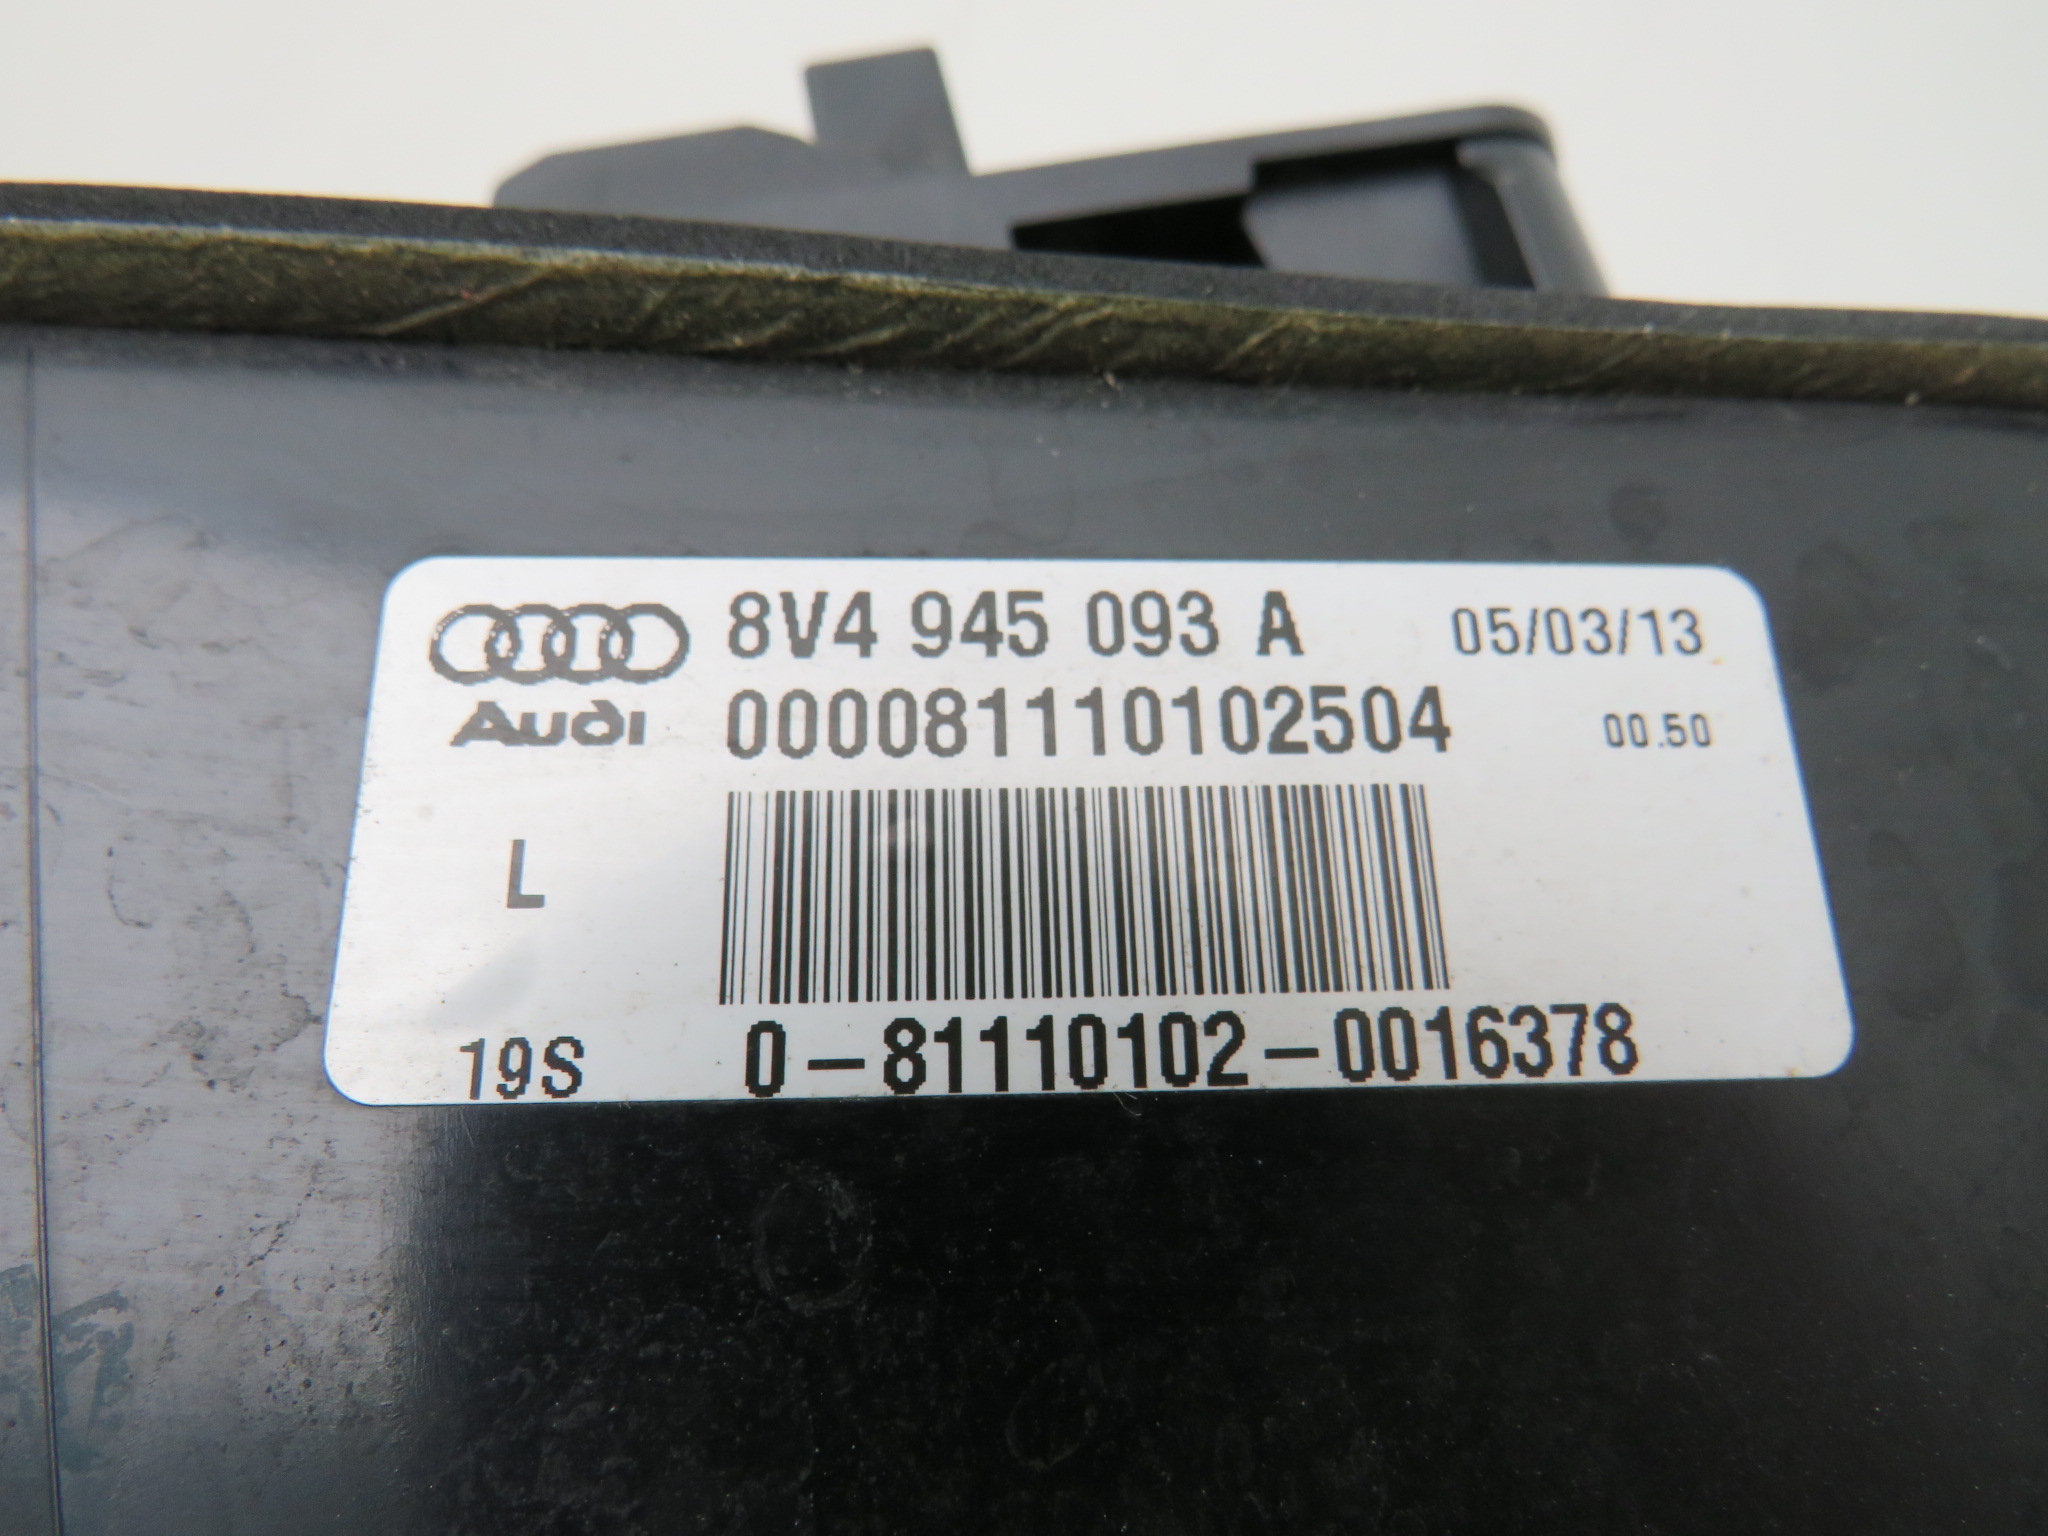 8V4 945 093 A 05/03/13
Audi 000081110102504 00.50
L
19S 0-81110102-0016378